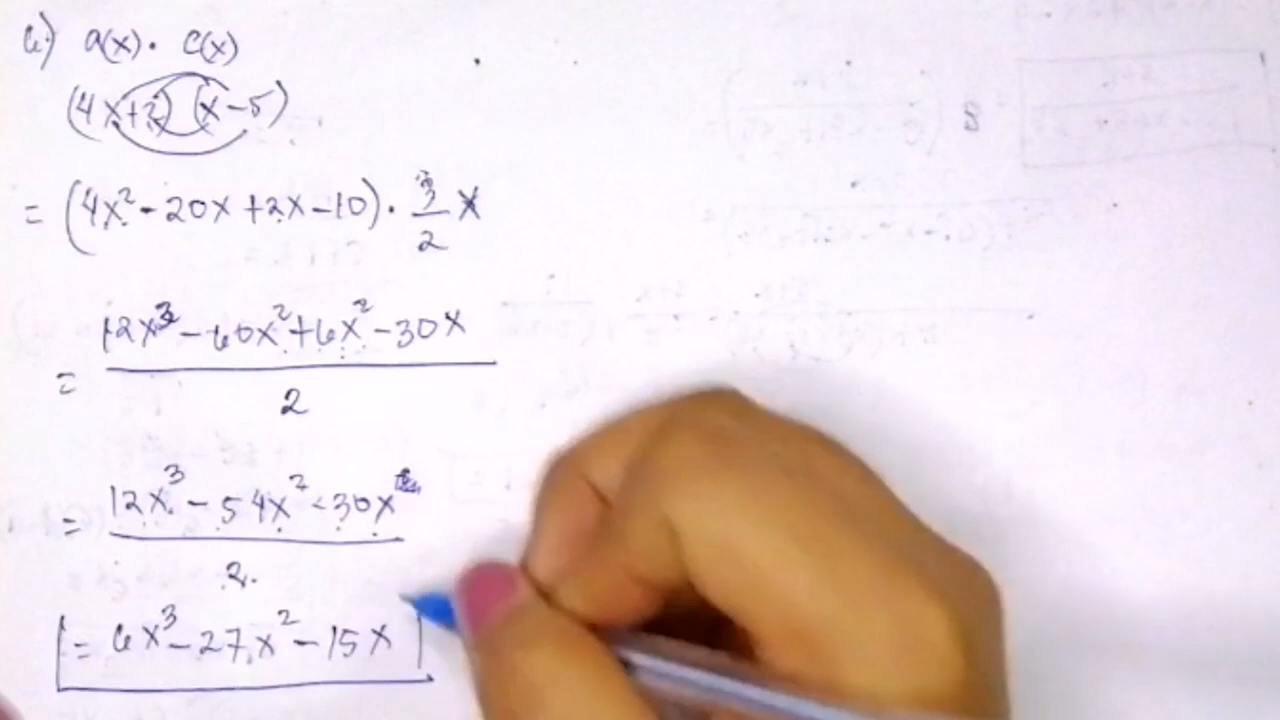 a(x) · c(x)
(4x+2) (x-5)
= (4x² - 20x + 2x - 10) · 3/2 x
= (12x³ - 60x² + 6x² - 30x) / 2
= (12x³ - 54x² - 30x) / 2
= 6x³ - 27x² - 15x